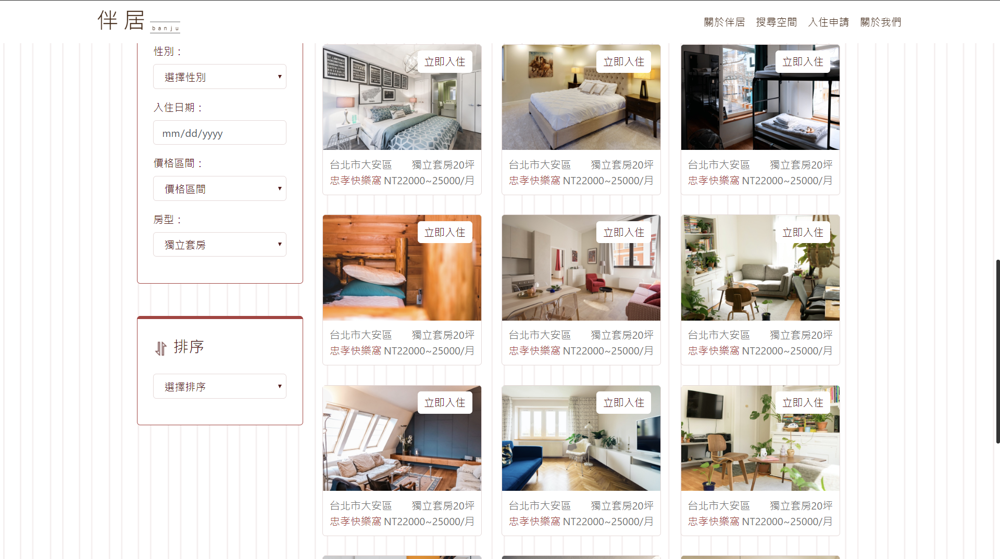 伴居 banju
關於伴居 搜尋空間 入住申請 關於我們
性別：
選擇性別
入住日期：
mm/dd/yyyy
價格區間：
價格區間
房型：
獨立套房
排序
選擇排序
立即入住 立即入住 立即入住
台北市大安區 獨立套房20坪 台北市大安區 獨立套房20坪 台北市大安區 獨立套房20坪
忠孝快樂窩 NT22000~25000/月 忠孝快樂窩 NT22000~25000/月 忠孝快樂窩 NT22000~25000/月
立即入住 立即入住 立即入住
台北市大安區 獨立套房20坪 台北市大安區 獨立套房20坪 台北市大安區 獨立套房20坪
忠孝快樂窩 NT22000~25000/月 忠孝快樂窩 NT22000~25000/月 忠孝快樂窩 NT22000~25000/月
立即入住 立即入住 立即入住
台北市大安區 獨立套房20坪 台北市大安區 獨立套房20坪 台北市大安區 獨立套房20坪
忠孝快樂窩 NT22000~25000/月 忠孝快樂窩 NT22000~25000/月 忠孝快樂窩 NT22000~25000/月